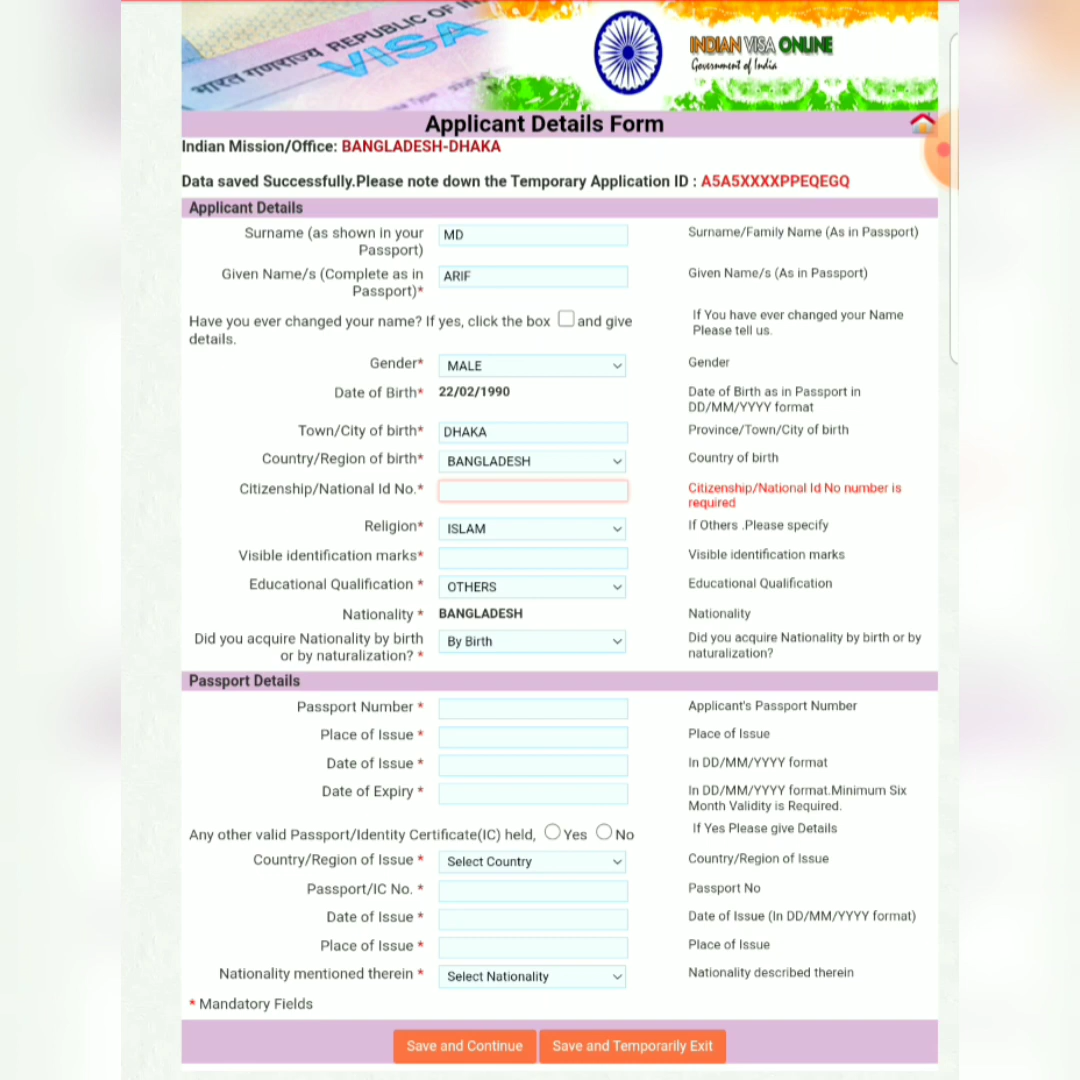 भारत गणराज्य REPUBLIC OF IN
VISA
INDIAN VISA ONLINE
Government of India
Applicant Details Form
Indian Mission/Office: BANGLADESH-DHAKA
Data saved Successfully.Please note down the Temporary Application ID : A5A5XXXXPPEQEGQ
Applicant Details
Surname (as shown in your MD Surname/Family Name (As in Passport)
Passport)
Given Name/s (Complete as in ARIF Given Name/s (As in Passport)
Passport)*
Have you ever changed your name? If yes, click the box and give If You have ever changed your Name
details. Please tell us.
Gender* MALE Gender
Date of Birth* 22/02/1990 Date of Birth as in Passport in
DD/MM/YYYY format
Town/City of birth* DHAKA Province/Town/City of birth
Country/Region of birth* BANGLADESH Country of birth
Citizenship/National Id No.* Citizenship/National Id No number is
required
Religion* ISLAM If Others .Please specify
Visible identification marks* Visible identification marks
Educational Qualification * OTHERS Educational Qualification
Nationality * BANGLADESH Nationality
Did you acquire Nationality by birth By Birth Did you acquire Nationality by birth or by
or by naturalization? * naturalization?
Passport Details
Passport Number * Applicant's Passport Number
Place of Issue * Place of Issue
Date of Issue * In DD/MM/YYYY format
Date of Expiry * In DD/MM/YYYY format.Minimum Six
Month Validity is Required.
Any other valid Passport/Identity Certificate(IC) held, Yes No If Yes Please give Details
Country/Region of Issue * Select Country Country/Region of Issue
Passport/IC No. * Passport No
Date of Issue * Date of Issue (In DD/MM/YYYY format)
Place of Issue * Place of Issue
Nationality mentioned therein * Select Nationality Nationality described therein
* Mandatory Fields
Save and Continue Save and Temporarily Exit